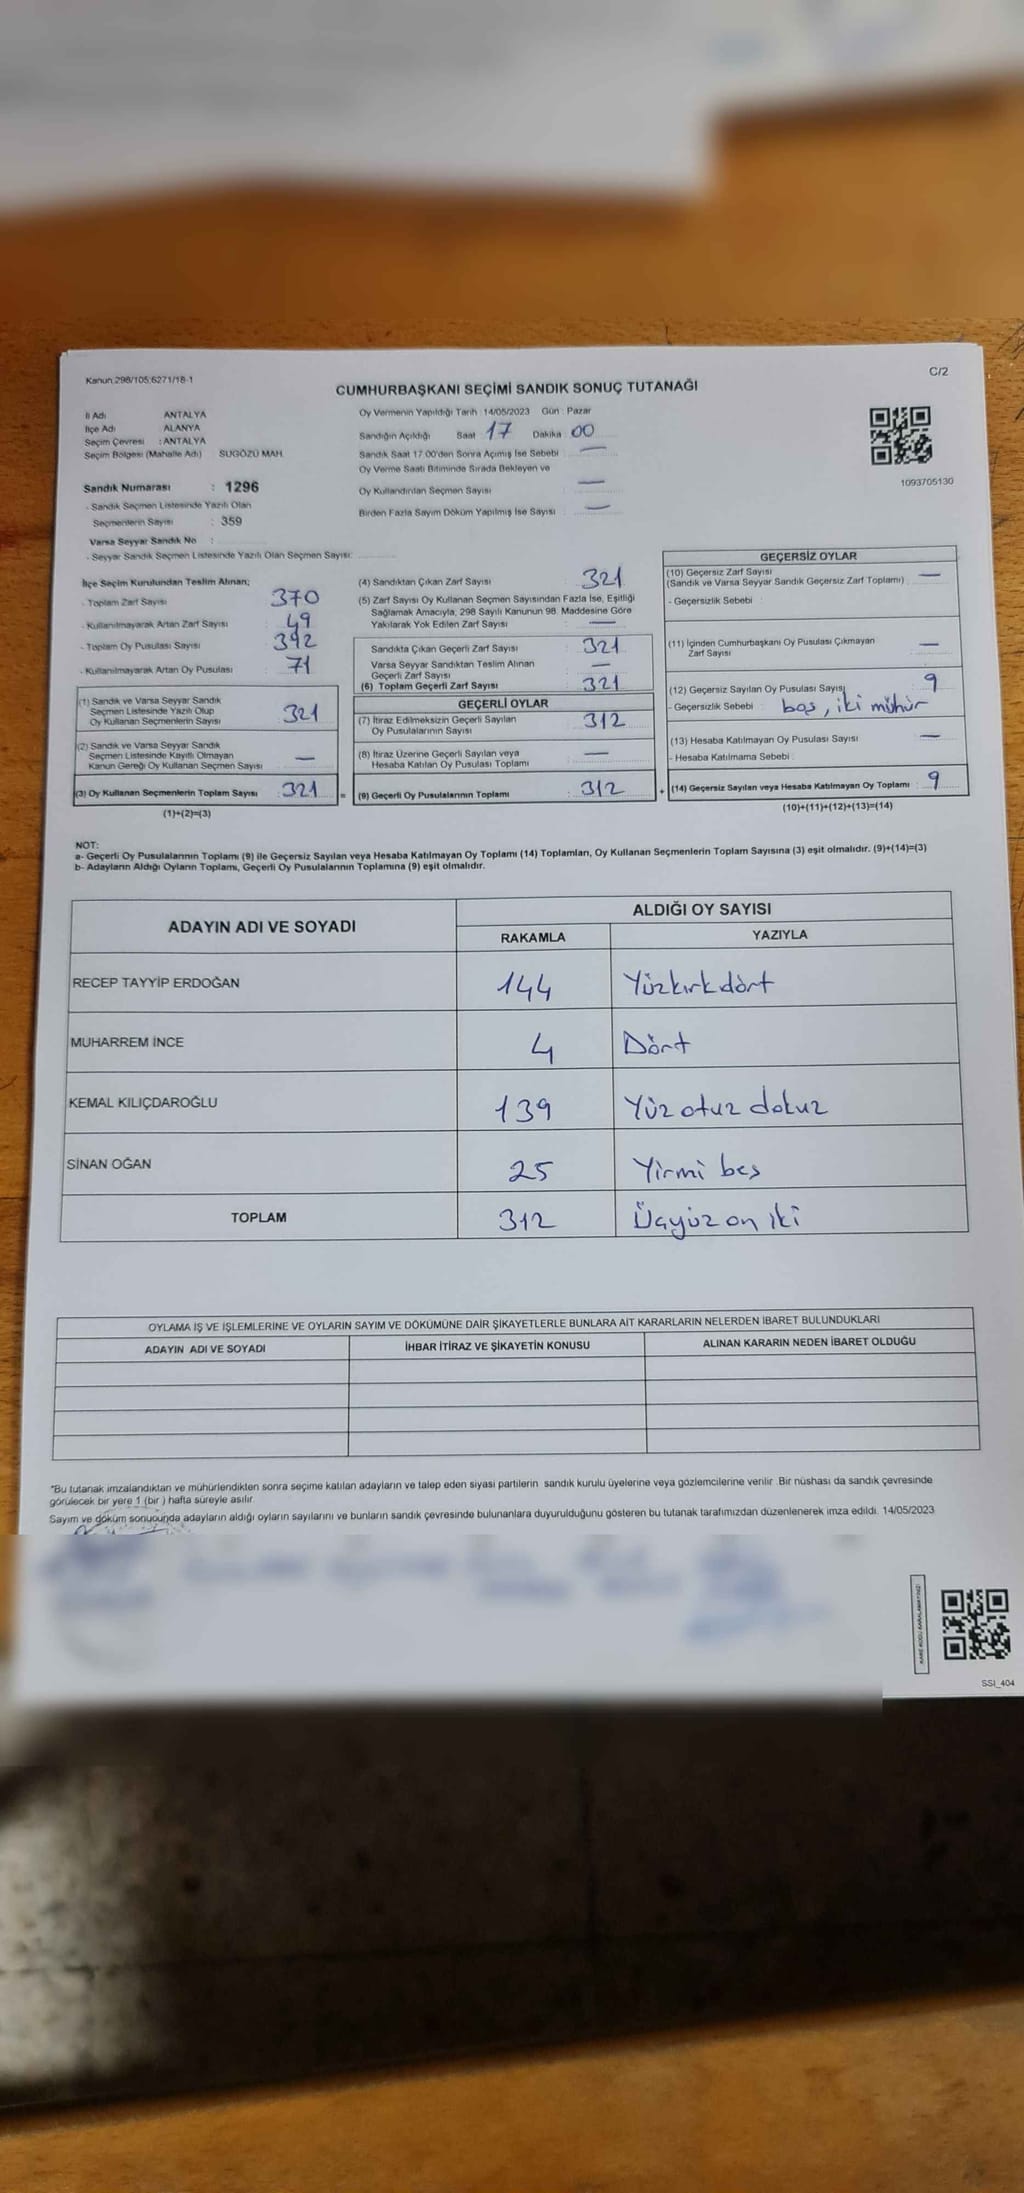 Kanun 298/105;6271/18-1
C/2
CUMHURBAŞKANI SEÇİMİ SANDIK SONUÇ TUTANAĞI
İl Adı ANTALYA
İlçe Adı ALANYA
Seçim Çevresi : ANTALYA
Seçim Bölgesi (Mahalle Adı) SUGÖZÜ MAH.
Oy Vermenin Yapıldığı Tarih 14/05/2023 Gün : Pazar
Sandığın Açıldığı Saat 17 Dakika 00
Sandık Saat 17:00'den Sonra Açımış İse Sebebi : —
Oy Verme Saati Bitiminde Sırada Bekleyen ve
Oy Kullandırılan Seçmen Sayısı : —
Birden Fazla Sayım Döküm Yapılmış İse Sayısı : —
1093705130
Sandık Numarası : 1296
- Sandık Seçmen Listesinde Yazılı Olan
Seçmenlerin Sayısı : 359
Varsa Seyyar Sandık No :
- Seyyar Sandık Seçmen Listesinde Yazılı Olan Seçmen Sayısı:
İlçe Seçim Kurulundan Teslim Alınan;
- Toplam Zarf Sayısı : 370
- Kullanılmayarak Artan Zarf Sayısı : 49
- Toplam Oy Pusulası Sayısı : 392
- Kullanılmayarak Artan Oy Pusulası : 71
(1) Sandık ve Varsa Seyyar Sandık
Seçmen Listesinde Yazılı Olup
Oy Kullanan Seçmenlerin Sayısı : 321
(2) Sandık ve Varsa Seyyar Sandık
Seçmen Listesinde Kayıtlı Olmayan
Kanun Gereği Oy Kullanan Seçmen Sayısı : —
(3) Oy Kullanan Seçmenlerin Toplam Sayısı : 321 =
(1)+(2)=(3)
(4) Sandıktan Çıkan Zarf Sayısı : 321
(5) Zarf Sayısı Oy Kullanan Seçmen Sayısından Fazla İse, Eşitliği
Sağlamak Amacıyla, 298 Sayılı Kanunun 98. Maddesine Göre
Yakılarak Yok Edilen Zarf Sayısı : —
Sandıkta Çıkan Geçerli Zarf Sayısı : 321
Varsa Seyyar Sandıktan Teslim Alınan
Geçerli Zarf Sayısı : —
(6) Toplam Geçerli Zarf Sayısı : 321
GEÇERLİ OYLAR
(7) İtiraz Edilmeksizin Geçerli Sayılan
Oy Pusulalarının Sayısı : 312
(8) İtiraz Üzerine Geçerli Sayılan veya
Hesaba Katılan Oy Pusulası Toplamı : —
(9) Geçerli Oy Pusulalarının Toplamı : 312 +
GEÇERSİZ OYLAR
(10) Geçersiz Zarf Sayısı
(Sandık ve Varsa Seyyar Sandık Geçersiz Zarf Toplamı) : —
- Geçersizlik Sebebi :
(11) İçinden Cumhurbaşkanı Oy Pusulası Çıkmayan
Zarf Sayısı : —
(12) Geçersiz Sayılan Oy Pusulası Sayısı : 9
- Geçersizlik Sebebi : boş, iki mühür
(13) Hesaba Katılmayan Oy Pusulası Sayısı : —
- Hesaba Katılmama Sebebi :
(14) Geçersiz Sayılan veya Hesaba Katılmayan Oy Toplamı : 9
(10)+(11)+(12)+(13)=(14)
NOT:
a- Geçerli Oy Pusulalarının Toplamı (9) ile Geçersiz Sayılan veya Hesaba Katılmayan Oy Toplamı (14) Toplamları, Oy Kullanan Seçmenlerin Toplam Sayısına (3) eşit olmalıdır. (9)+(14)=(3)
b- Adayların Aldığı Oyların Toplamı, Geçerli Oy Pusulalarının Toplamına (9) eşit olmalıdır.
ADAYIN ADI VE SOYADI
ALDIĞI OY SAYISI
RAKAMLA YAZIYLA
RECEP TAYYİP ERDOĞAN 144 Yüzkırkdört
MUHARREM İNCE 4 Dört
KEMAL KILIÇDAROĞLU 139 Yüz otuz dokuz
SİNAN OĞAN 25 Yirmi beş
TOPLAM 312 Üçyüz on iki
OYLAMA İŞ VE İŞLEMLERİNE VE OYLARIN SAYIM VE DÖKÜMÜNE DAİR ŞİKAYETLERLE BUNLARA AİT KARARLARIN NELERDEN İBARET BULUNDUKLARI
ADAYIN ADI VE SOYADI İHBAR İTİRAZ VE ŞİKAYETİN KONUSU ALINAN KARARIN NEDEN İBARET OLDUĞU
*Bu tutanak imzalandıktan ve mühürlendikten sonra seçime katılan adayların ve talep eden siyasi partilerin sandık kurulu üyelerine veya gözlemcilerine verilir. Bir nüshası da sandık çevresinde
görülecek bir yere 1 (bir ) hafta süreyle asılır.
Sayım ve döküm sonucunda adayların aldığı oyların sayılarını ve bunların sandık çevresinde bulunanlara duyurulduğunu gösteren bu tutanak tarafımızdan düzenlenerek imza edildi. 14/05/2023
KARE KODU KARALAMAYINIZ!
SSI_404